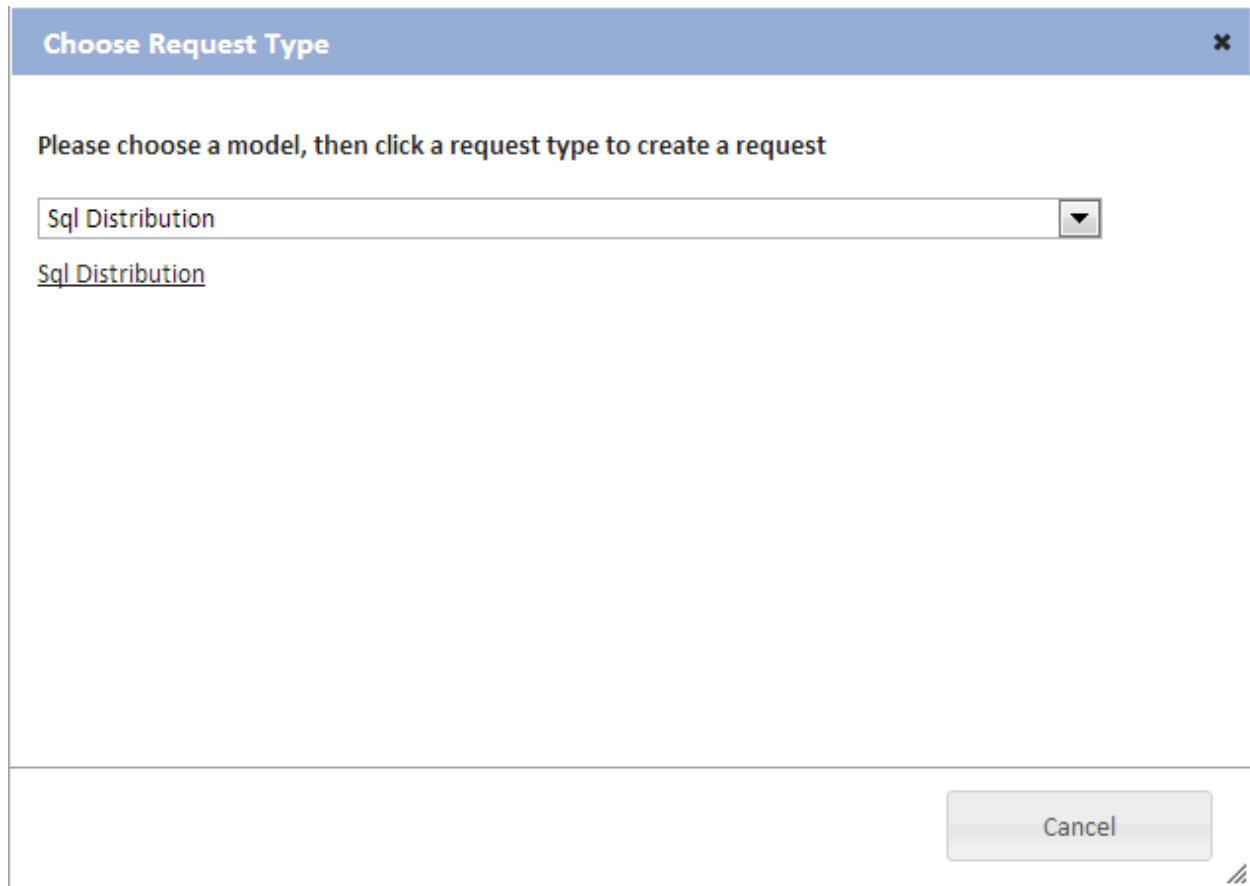 Choose Request Type
Please choose a model, then click a request type to create a request
Sql Distribution
Sql Distribution
Cancel